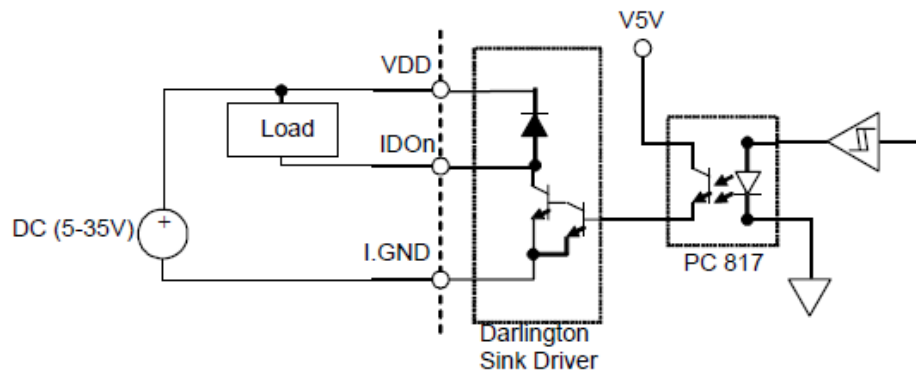 V5V
VDD
Load
IDOn
DC (5-35V)
+
I.GND
PC 817
Darlington
Sink Driver